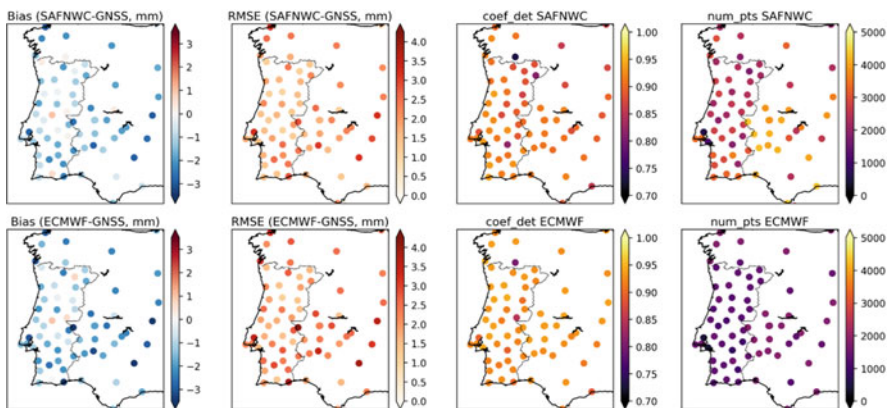 Bias (SAFNWC-GNSS, mm) RMSE (SAFNWC-GNSS, mm) coef_det SAFNWC num_pts SAFNWC
3 4.0 1.00 5000
2 3.5 0.95 4000
1 3.0 0.90 3000
0 2.5 0.85 2000
−1 2.0 0.80 1000
−2 1.5 0.75 0
−3 1.0 0.70
0.5
0.0
Bias (ECMWF-GNSS, mm) RMSE (ECMWF-GNSS, mm) coef_det ECMWF num_pts ECMWF
3 4.0 1.00 5000
2 3.5 0.95 4000
1 3.0 0.90 3000
0 2.5 0.85 2000
−1 2.0 0.80 1000
−2 1.5 0.75 0
−3 1.0 0.70
0.5
0.0